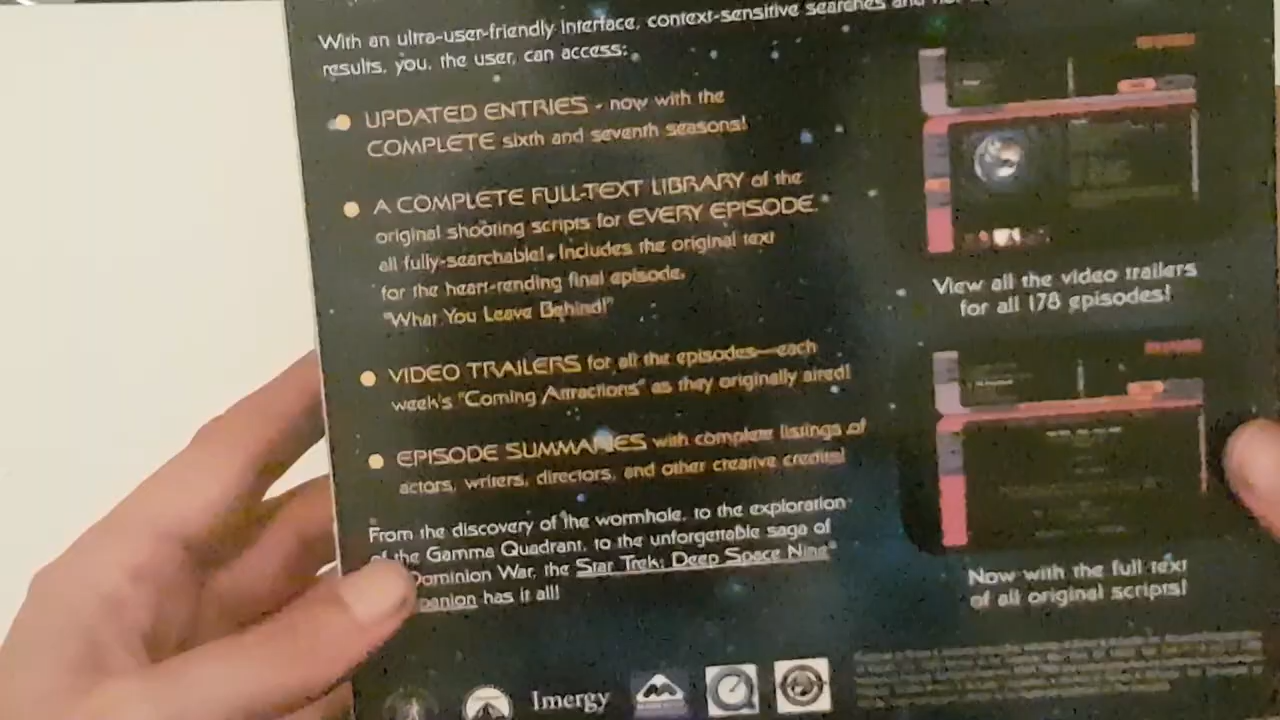 With an ultra-user-friendly interface, context-sensitive searches and
results, you, the user, can access:
UPDATED ENTRIES - now with the
COMPLETE sixth and seventh seasons!
A COMPLETE FULL-TEXT LIBRARY of the
original shooting scripts for EVERY EPISODE,
all fully-searchable! Includes the original text
for the heart-rending final episode,
"What You Leave Behind!"
VIDEO TRAILERS for all the episodes—each
week's "Coming Attractions" as they originally aired!
EPISODE SUMMARIES with complete listings of
actors, writers, directors, and other creative credits!
From the discovery of the wormhole, to the exploration
of the Gamma Quadrant, to the unforgettable saga of
Dominion War, the Star Trek: Deep Space Nine®
panion has it all!
View all the video trailers
for all 178 episodes!
Now with the full text
of all original scripts!
Imergy